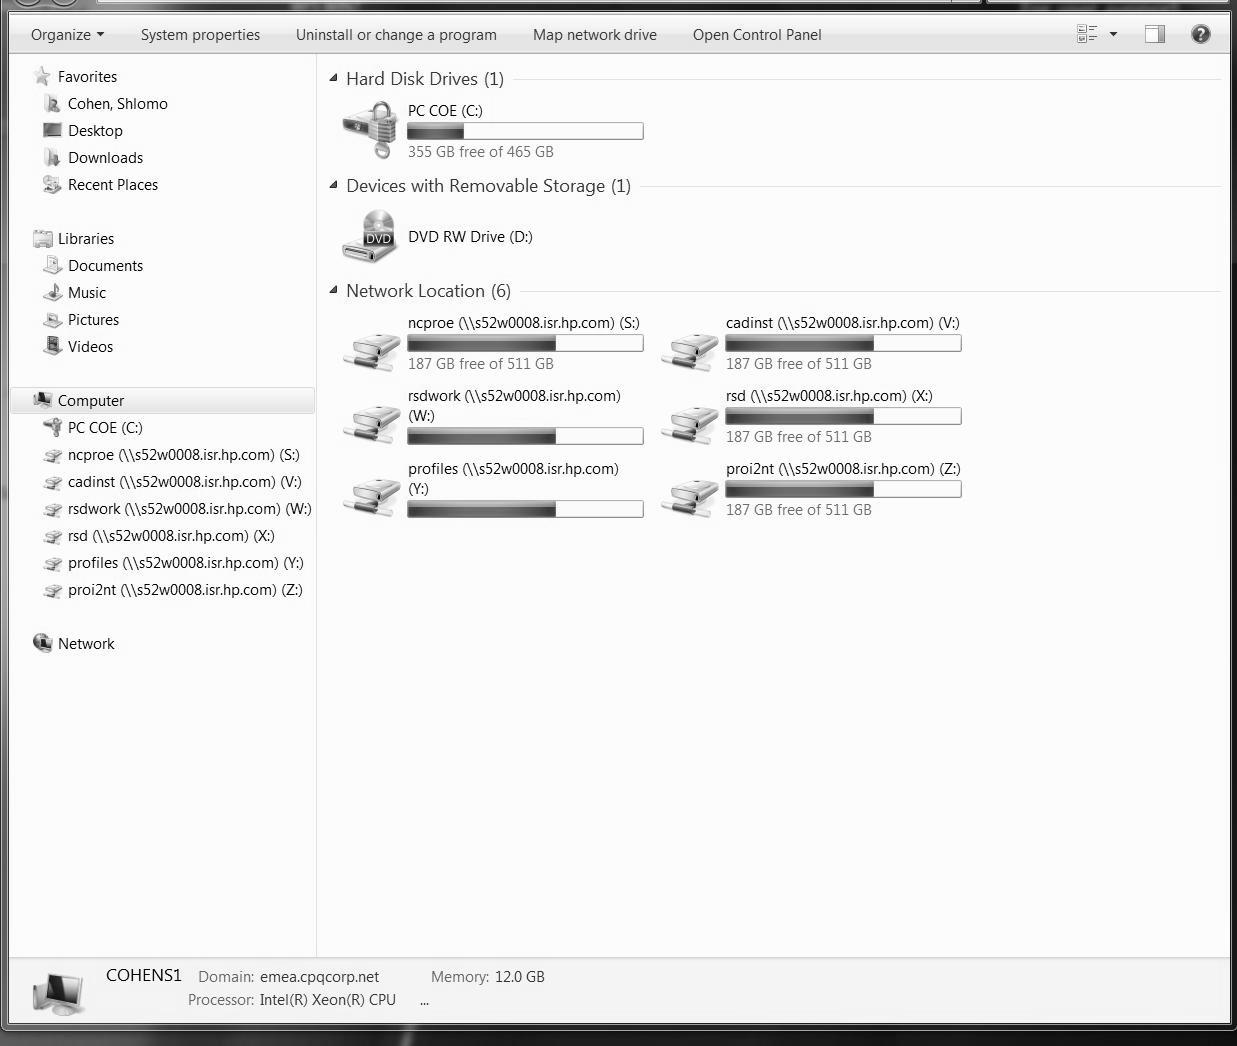 Organize System properties Uninstall or change a program Map network drive Open Control Panel
Favorites
Cohen, Shlomo
Desktop
Downloads
Recent Places
Libraries
Documents
Music
Pictures
Videos
Computer
PC COE (C:)
ncproe (\\s52w0008.isr.hp.com) (S:)
cadinst (\\s52w0008.isr.hp.com) (V:)
rsdwork (\\s52w0008.isr.hp.com) (W:)
rsd (\\s52w0008.isr.hp.com) (X:)
profiles (\\s52w0008.isr.hp.com) (Y:)
proi2nt (\\s52w0008.isr.hp.com) (Z:)
Network
Hard Disk Drives (1)
PC COE (C:)
355 GB free of 465 GB
Devices with Removable Storage (1)
DVD
DVD RW Drive (D:)
Network Location (6)
ncproe (\\s52w0008.isr.hp.com) (S:)
187 GB free of 511 GB
cadinst (\\s52w0008.isr.hp.com) (V:)
187 GB free of 511 GB
rsdwork (\\s52w0008.isr.hp.com)
(W:)
rsd (\\s52w0008.isr.hp.com) (X:)
187 GB free of 511 GB
profiles (\\s52w0008.isr.hp.com)
(Y:)
proi2nt (\\s52w0008.isr.hp.com) (Z:)
187 GB free of 511 GB
COHENS1 Domain: emea.cpqcorp.net Memory: 12.0 GB
Processor: Intel(R) Xeon(R) CPU ...